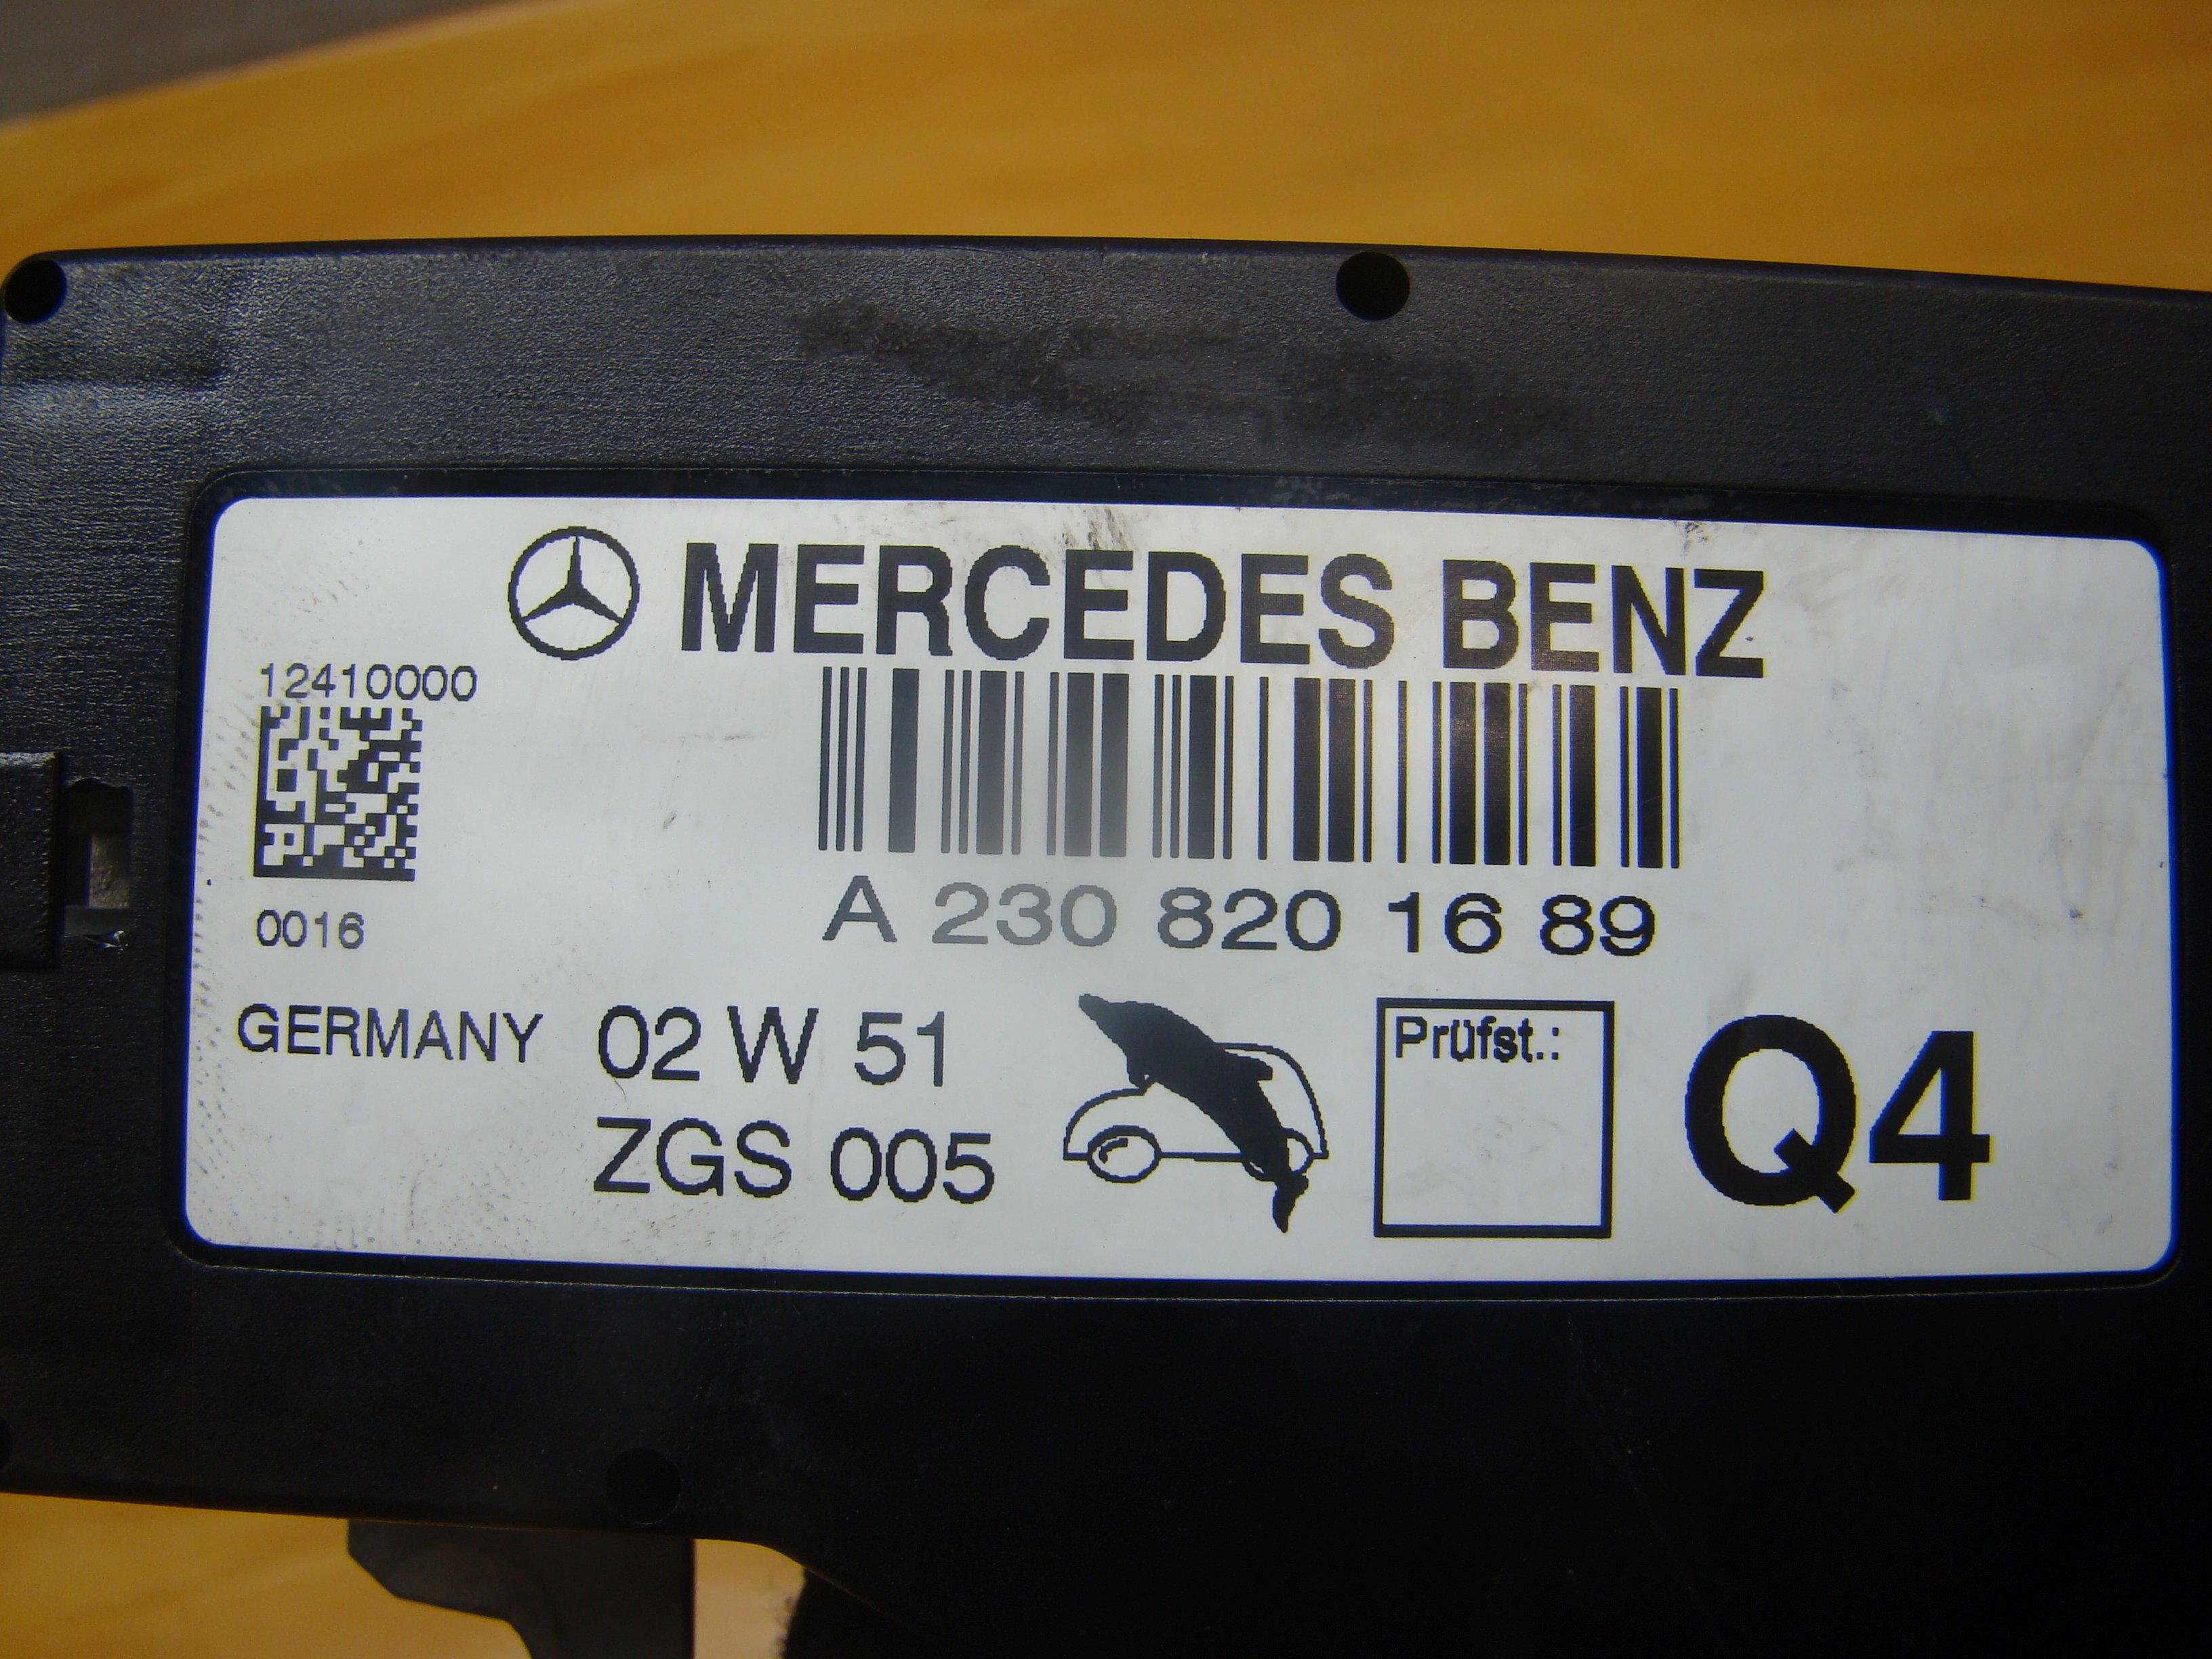 MERCEDES BENZ
12410000
0016
A 230 820 16 89
GERMANY 02 W 51
ZGS 005
Prüfst.:
Q4